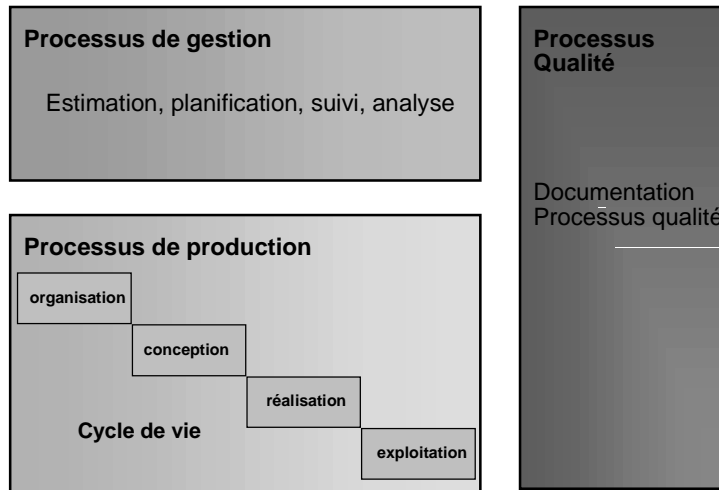 Processus de gestion
Estimation, planification, suivi, analyse
Processus de production
organisation
conception
réalisation
Cycle de vie
exploitation
Processus
Qualité
Documentation
Processus qualité